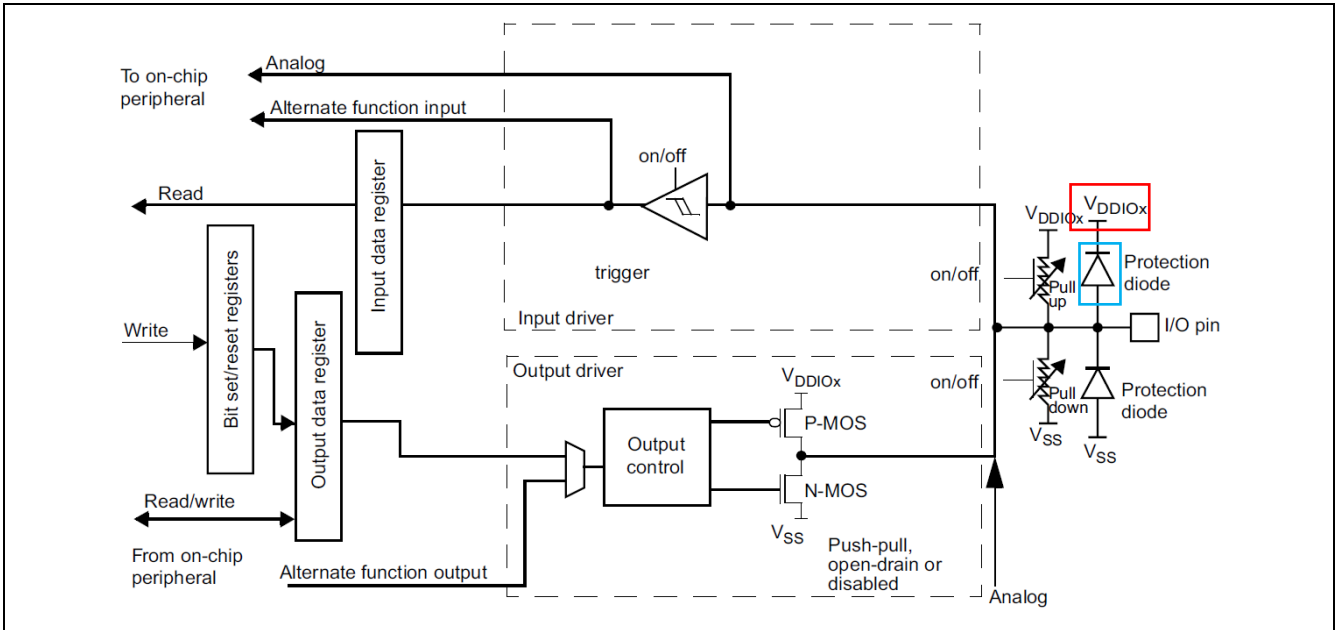 To on-chip
peripheral
Analog
Alternate function input
on/off
Read
Input data register
trigger
Input driver
VDDIOx
VDDIOx
on/off
Pull
up
Protection
diode
I/O pin
Bit set/reset registers
Write
Output data register
Output driver
VDDIOx
P-MOS
Output
control
N-MOS
VSS
on/off
Pull
down
VSS
Protection
diode
VSS
Read/write
From on-chip
peripheral
Alternate function output
Push-pull,
open-drain or
disabled
Analog